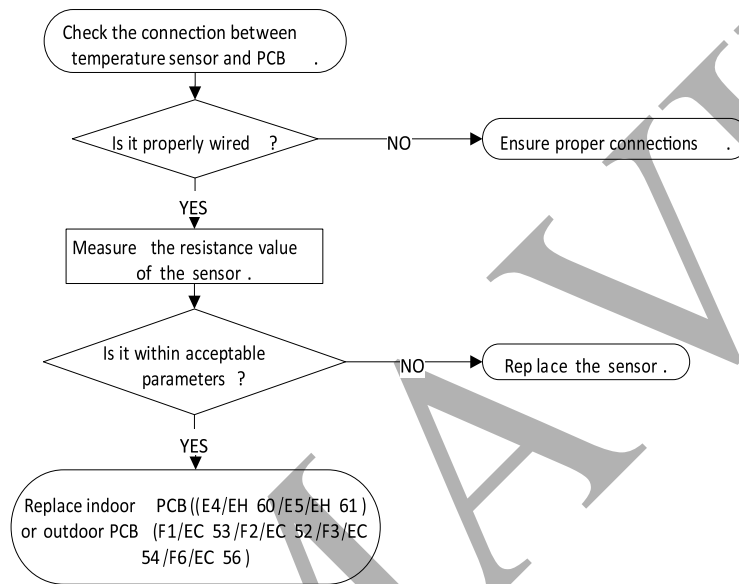 Check the connection between
temperature sensor and PCB .
Is it properly wired ?
NO
Ensure proper connections .
YES
Measure the resistance value
of the sensor .
Is it within acceptable
parameters ?
NO
Rep lace the sensor .
YES
Replace indoor PCB ((E4/EH 60 /E5/EH 61 )
or outdoor PCB (F1/EC 53 /F2/EC 52 /F3/EC
54 /F6/EC 56 )